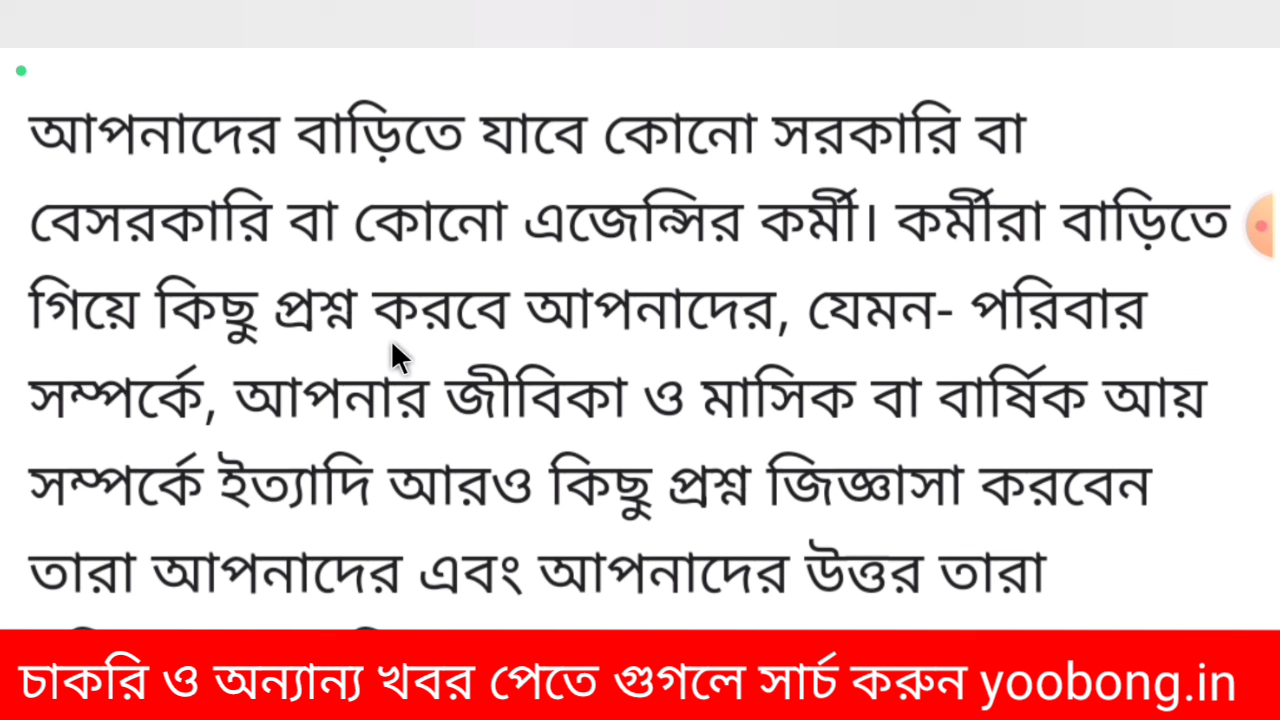 আপনাদের বাড়িতে যাবে কোনো সরকারি বা
বেসরকারি বা কোনো এজেন্সির কর্মী। কর্মীরা বাড়িতে
গিয়ে কিছু প্রশ্ন করবে আপনাদের, যেমন- পরিবার
সম্পর্কে, আপনার জীবিকা ও মাসিক বা বার্ষিক আয়
সম্পর্কে ইত্যাদি আরও কিছু প্রশ্ন জিজ্ঞাসা করবেন
তারা আপনাদের এবং আপনাদের উত্তর তারা
চাকরি ও অন্যান্য খবর পেতে গুগলে সার্চ করুন yoobong.in